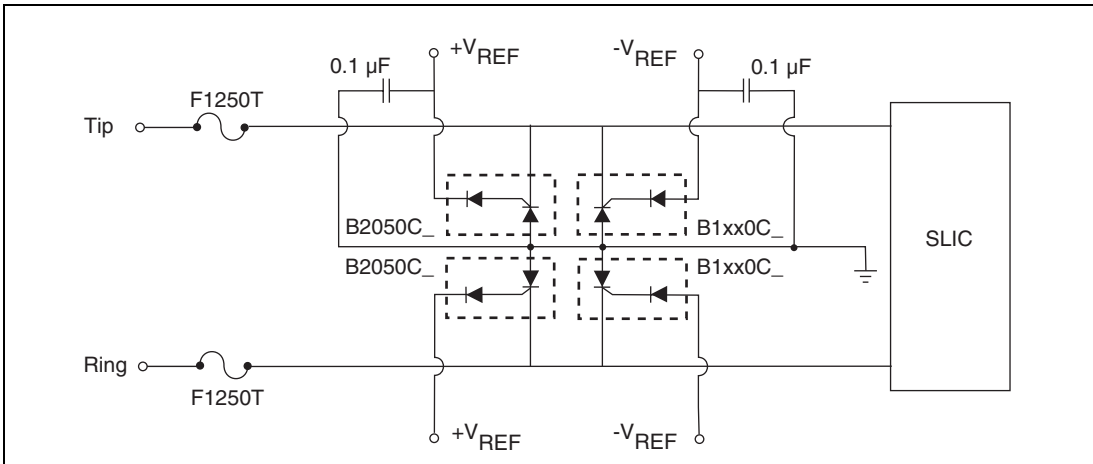 +VREF
-VREF
0.1 µF
0.1 µF
F1250T
Tip
B2050C_
B1xx0C_
SLIC
B2050C_
B1xx0C_
Ring
F1250T
+VREF
-VREF